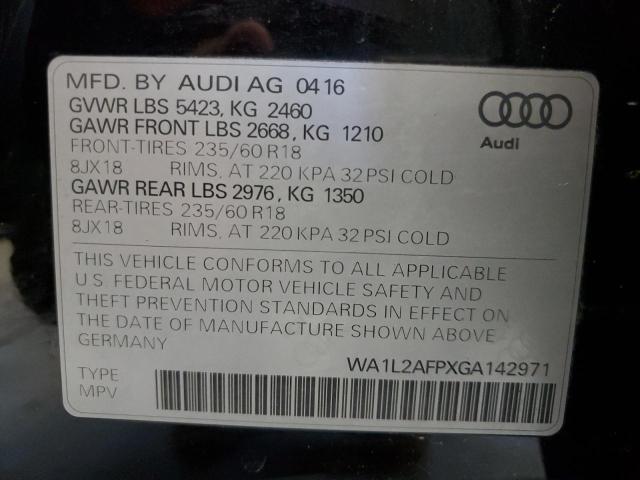 MFD. BY AUDI AG 0416
GVWR LBS 5423, KG 2460
GAWR FRONT LBS 2668, KG 1210
FRONT-TIRES 235/60 R18
8JX18 RIMS, AT 220 KPA 32 PSI COLD
GAWR REAR LBS 2976, KG 1350
REAR-TIRES 235/60 R18
8JX18 RIMS, AT 220 KPA 32 PSI COLD
Audi
THIS VEHICLE CONFORMS TO ALL APPLICABLE
U.S. FEDERAL MOTOR VEHICLE SAFETY AND
THEFT PREVENTION STANDARDS IN EFFECT ON
THE DATE OF MANUFACTURE SHOWN ABOVE
GERMANY
WA1L2AFPXGA142971
TYPE
MPV